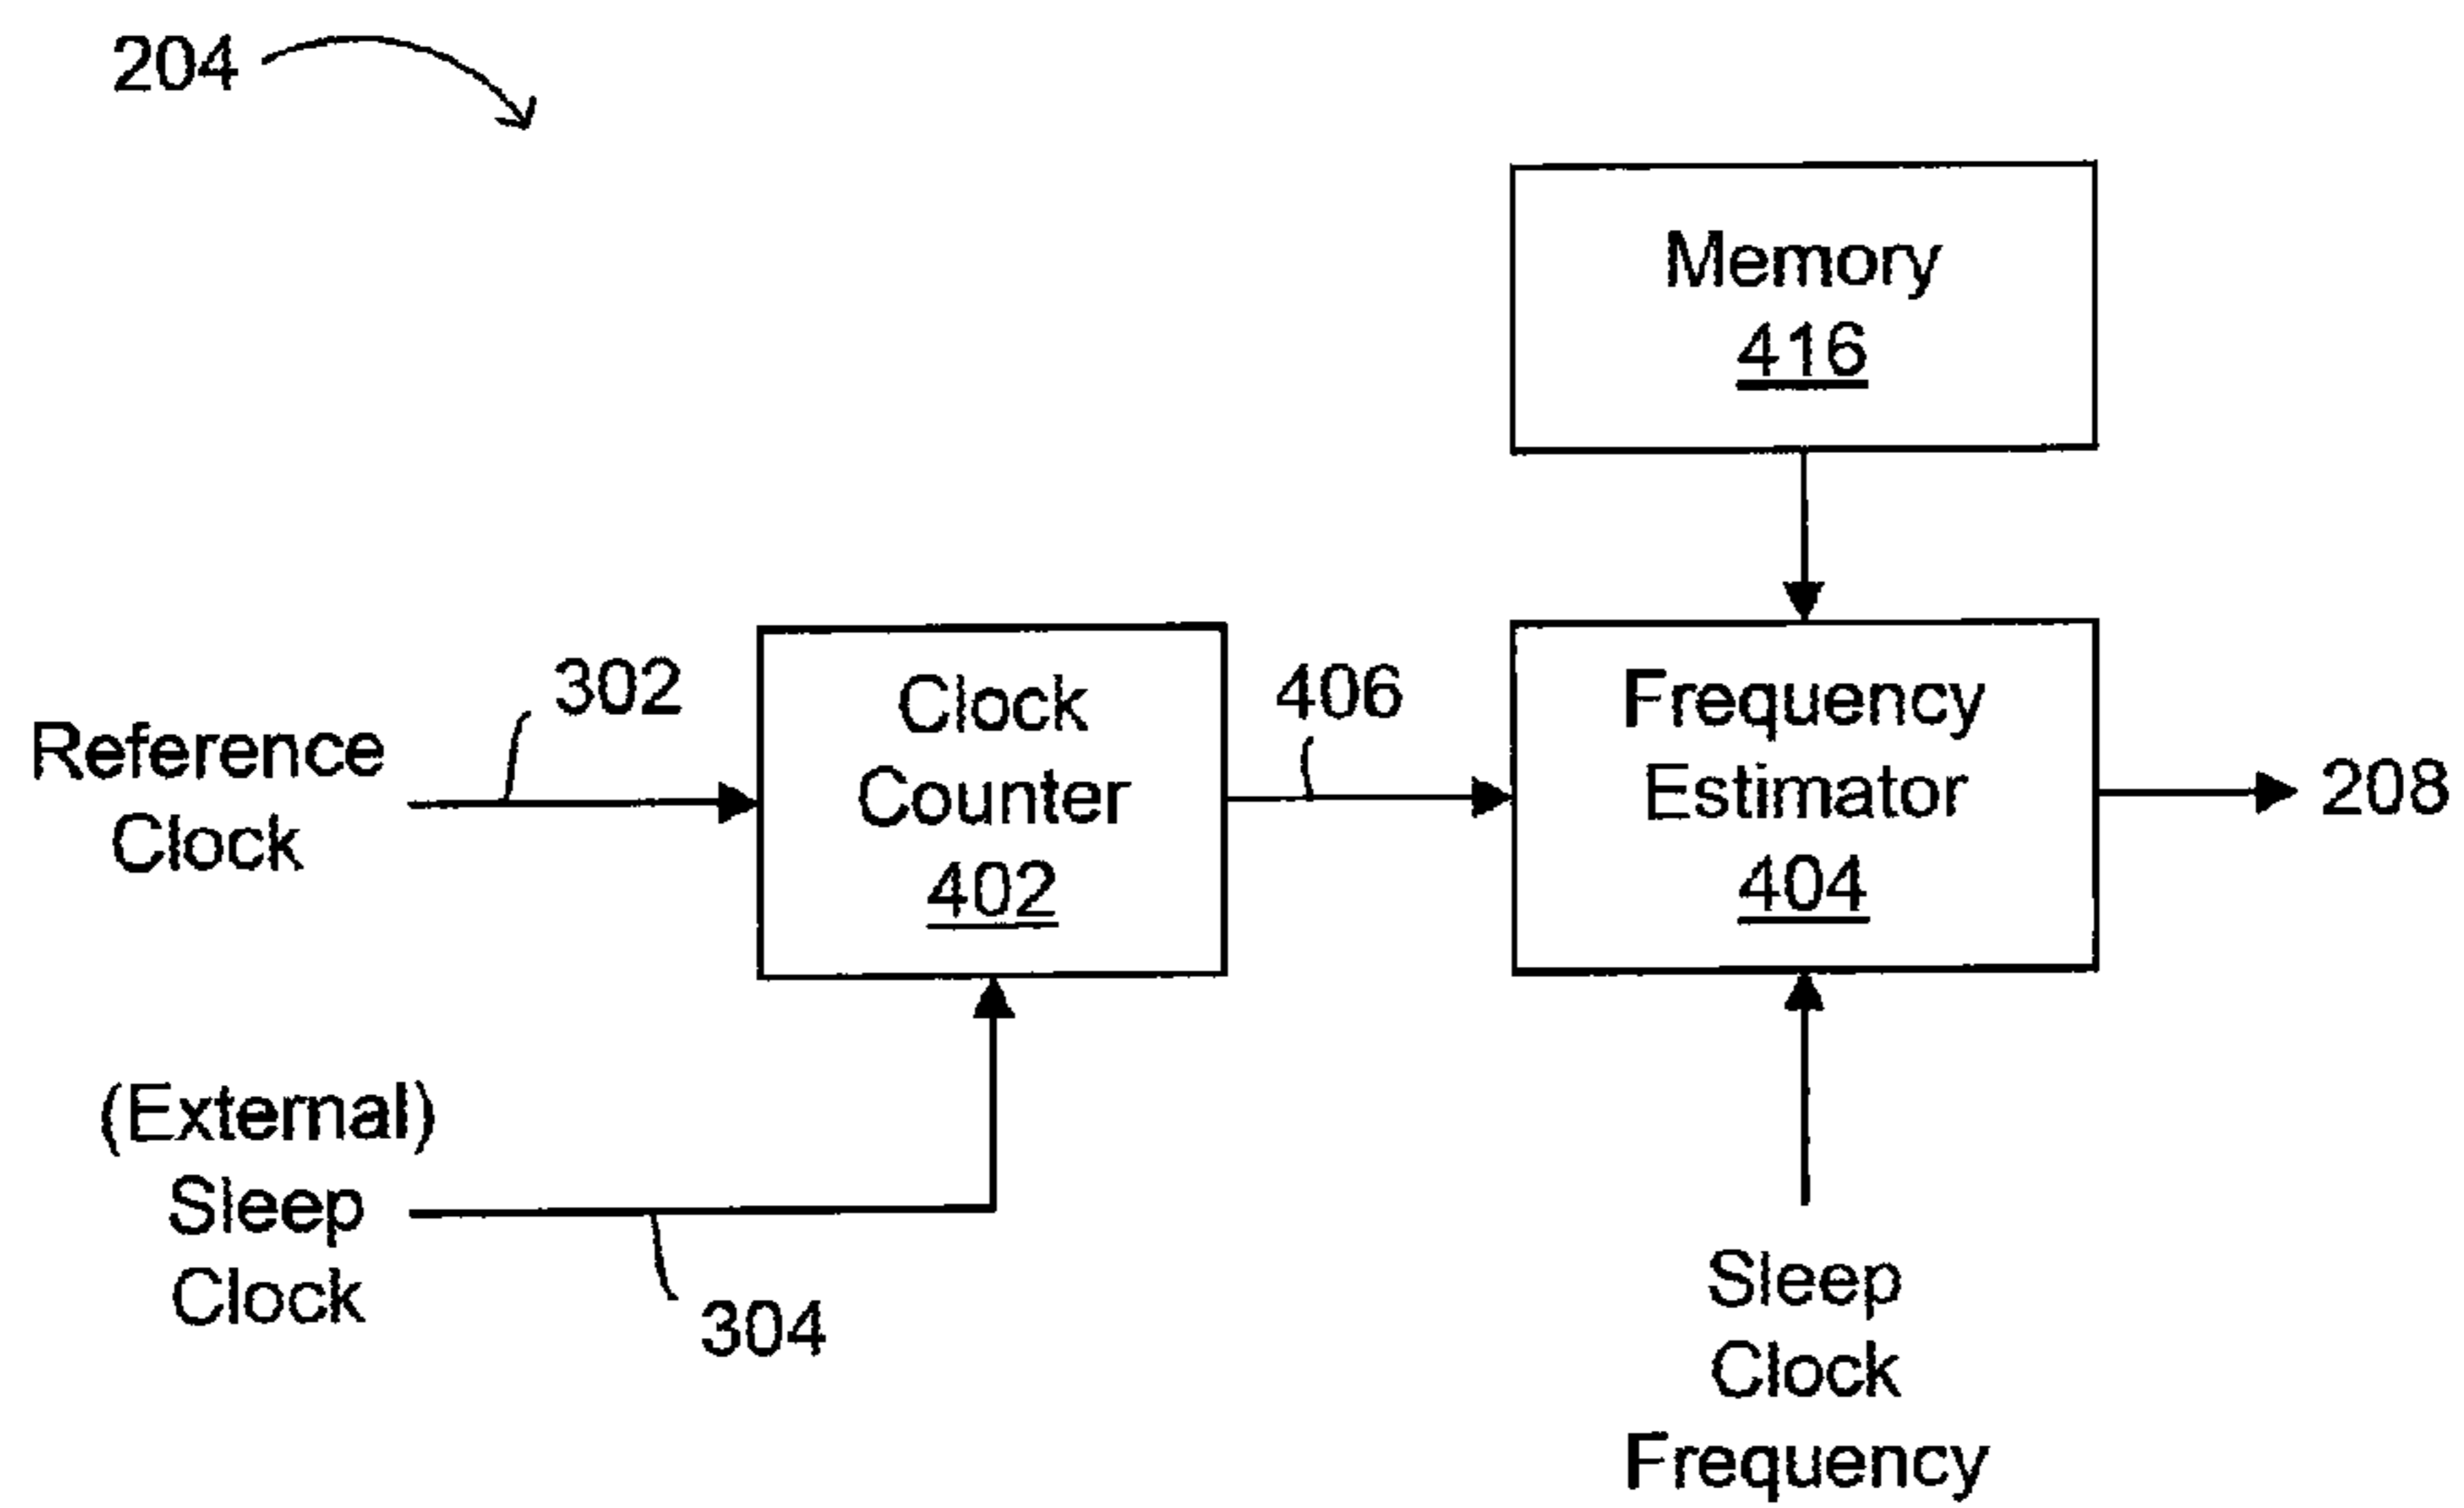 204
Memory
416
302
Reference
Clock
Clock
Counter
402
406
Frequency
Estimator
404
208
(External)
Sleep
Clock
304
Sleep
Clock
Frequency